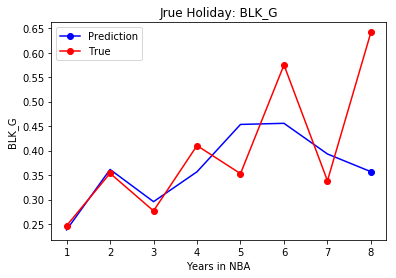 Jrue Holiday: BLK_G
Prediction
True
BLK_G
0.65
0.60
0.55
0.50
0.45
0.40
0.35
0.30
0.25
1 2 3 4 5 6 7 8
Years in NBA